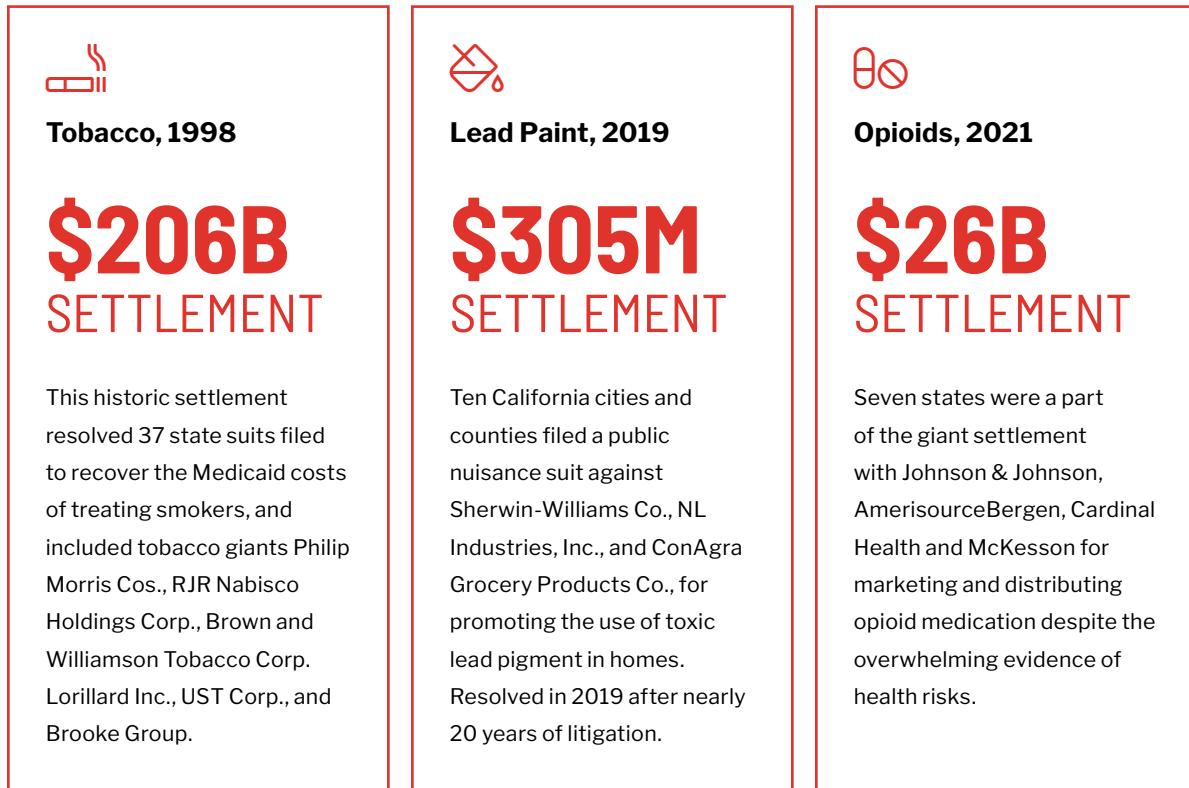 Tobacco, 1998
$206B
SETTLEMENT
This historic settlement
resolved 37 state suits filed
to recover the Medicaid costs
of treating smokers, and
included tobacco giants Philip
Morris Cos., RJR Nabisco
Holdings Corp., Brown and
Williamson Tobacco Corp.
Lorillard Inc., UST Corp., and
Brooke Group.
Lead Paint, 2019
$305M
SETTLEMENT
Ten California cities and
counties filed a public
nuisance suit against
Sherwin-Williams Co., NL
Industries, Inc., and ConAgra
Grocery Products Co., for
promoting the use of toxic
lead pigment in homes.
Resolved in 2019 after nearly
20 years of litigation.
Opioids, 2021
$26B
SETTLEMENT
Seven states were a part
of the giant settlement
with Johnson & Johnson,
AmerisourceBergen, Cardinal
Health and McKesson for
marketing and distributing
opioid medication despite the
overwhelming evidence of
health risks.